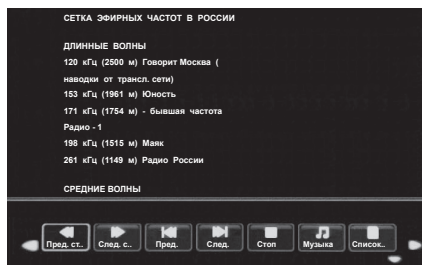 СЕТКА ЭФИРНЫХ ЧАСТОТ В РОССИИ
ДЛИННЫЕ ВОЛНЫ
120 кГц (2500 м) Говорит Москва (
наводки от трансл. сети)
153 кГц (1961 м) Юность
171 кГц (1754 м) - бывшая частота
Радио - 1
198 кГц (1515 м) Маяк
261 кГц (1149 м) Радио России
СРЕДНИЕ ВОЛНЫ
Пред. ст.. След. с.. Пред. След. Стоп Музыка Список..